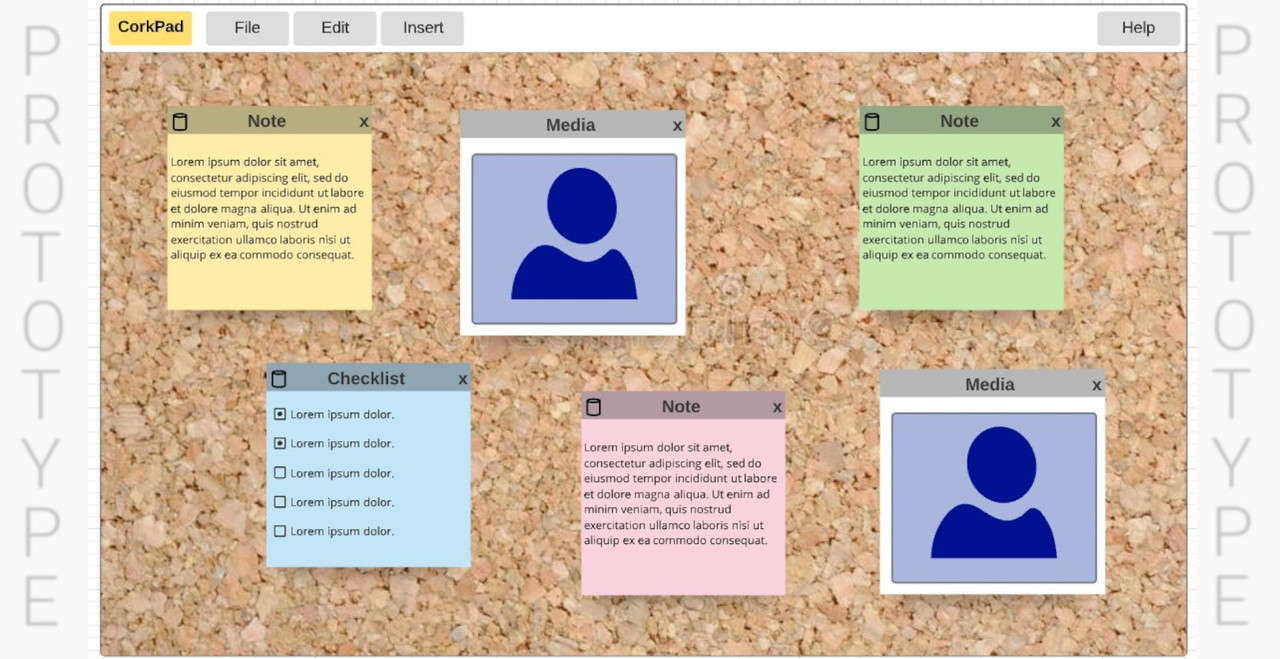 PROTOTYPE
CorkPad
File
Edit
Insert
Help
PROTOTYPE
Note
x
Lorem ipsum dolor sit amet,
consectetur adipiscing elit, sed do
eiusmod tempor incididunt ut labore
et dolore magna aliqua. Ut enim ad
minim veniam, quis nostrud
exercitation ullamco laboris nisi ut
aliquip ex ea commodo consequat.
Media
x
Note
x
Lorem ipsum dolor sit amet,
consectetur adipiscing elit, sed do
eiusmod tempor incididunt ut labore
et dolore magna aliqua. Ut enim ad
minim veniam, quis nostrud
exercitation ullamco laboris nisi ut
aliquip ex ea commodo consequat.
Checklist
x
Lorem ipsum dolor.
Lorem ipsum dolor.
Lorem ipsum dolor.
Lorem ipsum dolor.
Lorem ipsum dolor.
Note
x
Lorem ipsum dolor sit amet,
consectetur adipiscing elit, sed do
eiusmod tempor incididunt ut labore
et dolore magna aliqua. Ut enim ad
minim veniam, quis nostrud
exercitation ullamco laboris nisi ut
aliquip ex ea commodo consequat.
Media
x